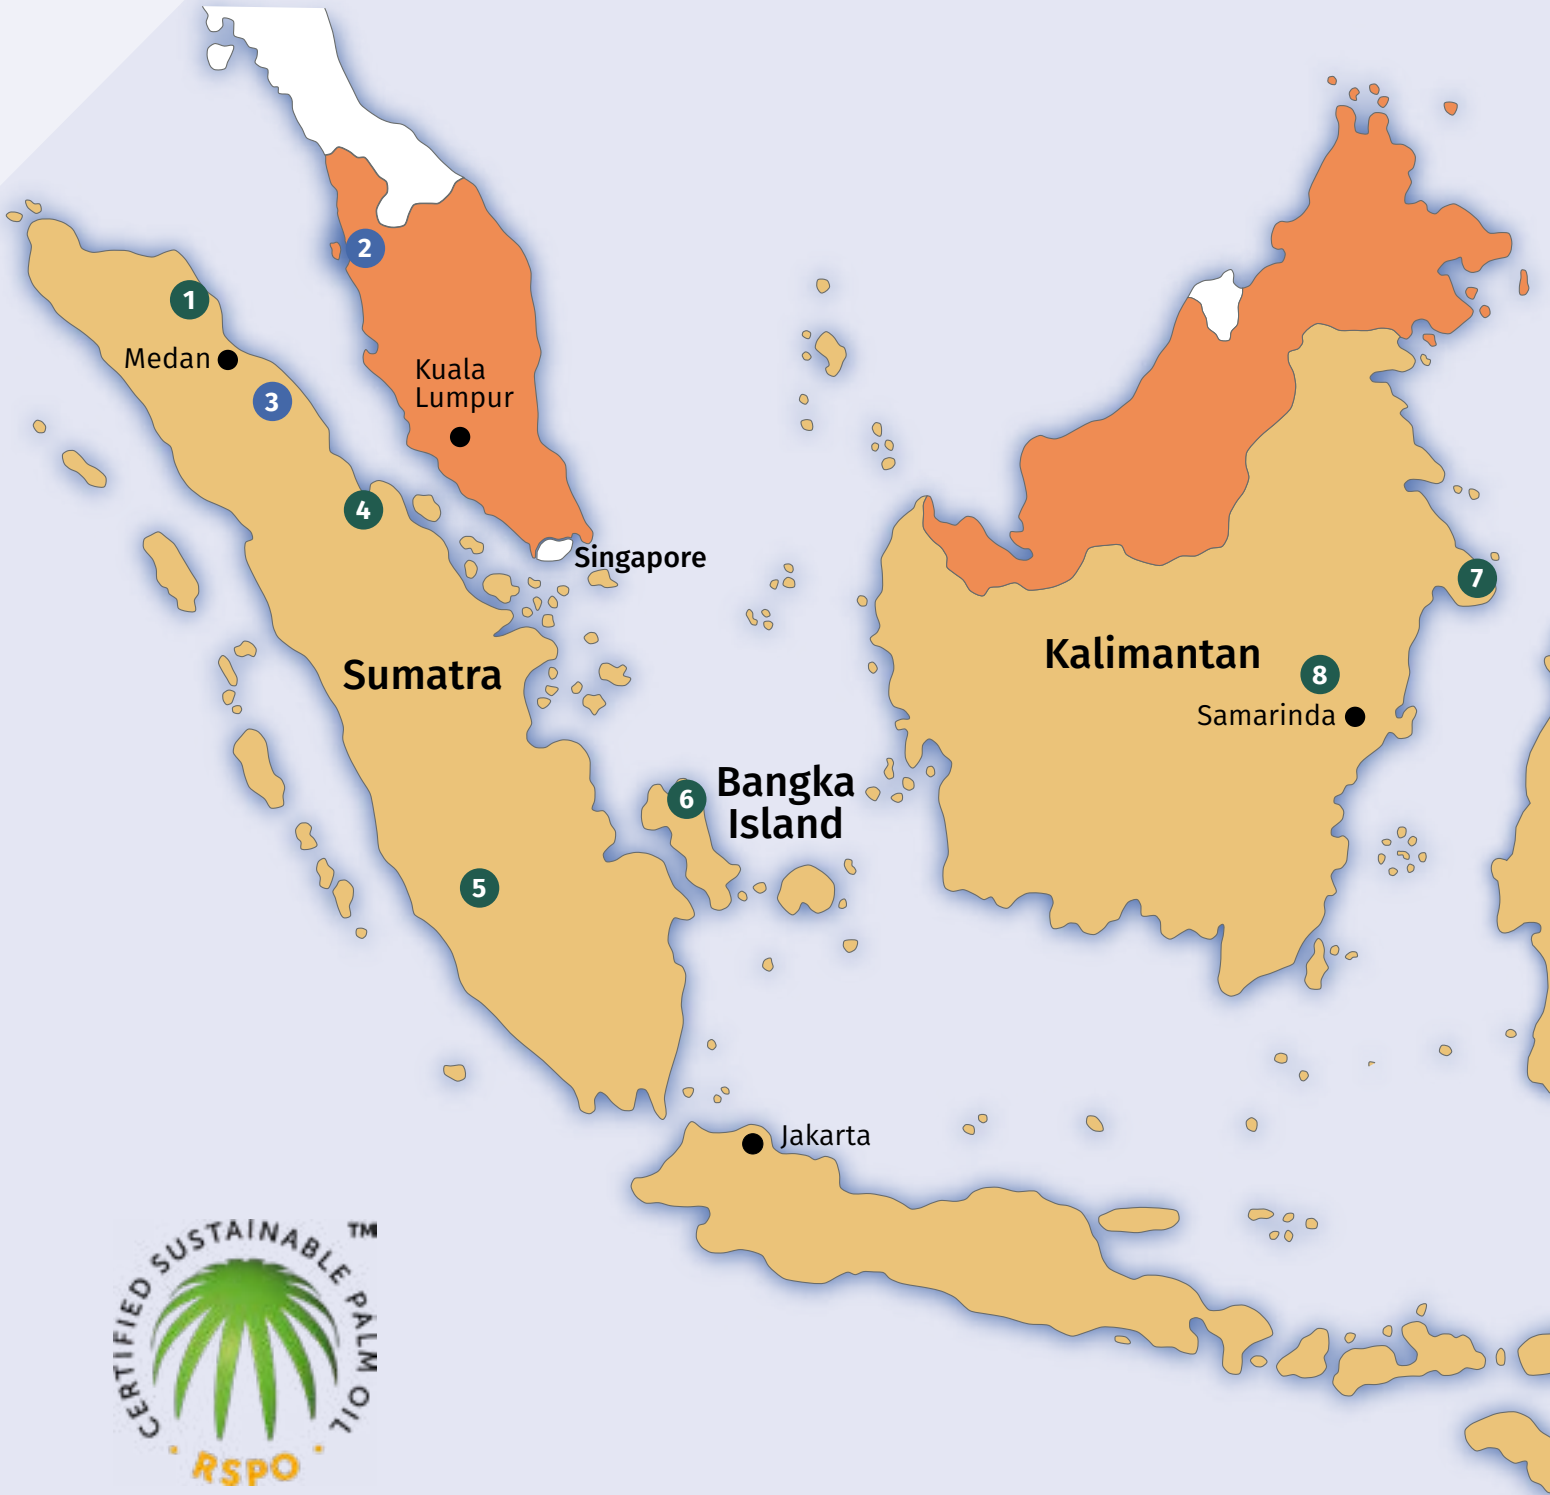 2
1
Medan
3
Kuala
Lumpur
4
Singapore
7
Sumatra
Kalimantan
8
Samarinda
Bangka
Island
6
5
Jakarta
CERTIFIED SUSTAINABLE PALM OIL
TM
RSPO